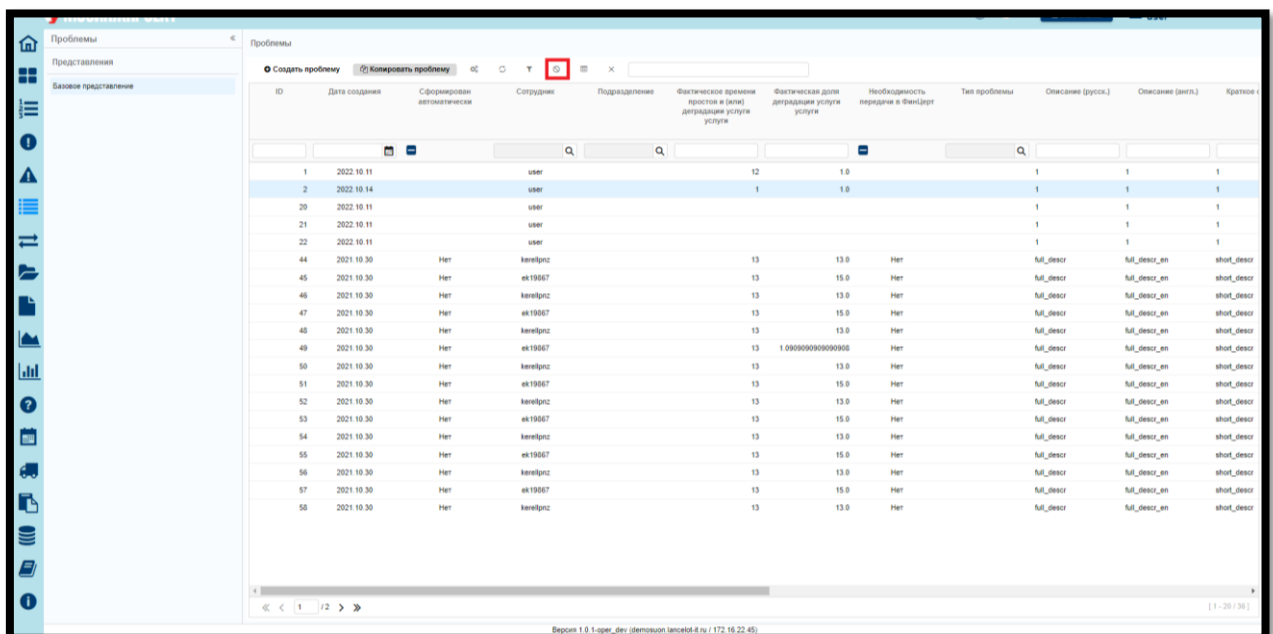 user
Проблемы «
Представления
Базовое представление
Проблемы
Создать проблему Копировать проблему
ID Дата создания Сформирован автоматически Сотрудник Подразделение Фактическое времени простоя и (или) деградации услуги услуги Фактическая доля деградации услуги услуги Необходимость передачи в ФинЦерт Тип проблемы Описание (русск.) Описание (англ.) Краткое
1 2022.10.11 user 12 1.0 1 1 1
2 2022.10.14 user 1 1.0 1 1 1
20 2022.10.11 user 1 1 1
21 2022.10.11 user 1 1 1
22 2022.10.11 user 1 1 1
44 2021.10.30 Нет kerellpnz 13 13.0 Нет full_descr full_descr_en short_descr
45 2021.10.30 Нет ek19867 13 15.0 Нет full_descr full_descr_en short_descr
46 2021.10.30 Нет kerellpnz 13 13.0 Нет full_descr full_descr_en short_descr
47 2021.10.30 Нет ek19867 13 15.0 Нет full_descr full_descr_en short_descr
48 2021.10.30 Нет kerellpnz 13 13.0 Нет full_descr full_descr_en short_descr
49 2021.10.30 Нет ek19867 13 1.0909090909090908 Нет full_descr full_descr_en short_descr
50 2021.10.30 Нет kerellpnz 13 13.0 Нет full_descr full_descr_en short_descr
51 2021.10.30 Нет ek19867 13 15.0 Нет full_descr full_descr_en short_descr
52 2021.10.30 Нет kerellpnz 13 13.0 Нет full_descr full_descr_en short_descr
53 2021.10.30 Нет ek19867 13 15.0 Нет full_descr full_descr_en short_descr
54 2021.10.30 Нет kerellpnz 13 13.0 Нет full_descr full_descr_en short_descr
55 2021.10.30 Нет ek19867 13 15.0 Нет full_descr full_descr_en short_descr
56 2021.10.30 Нет kerellpnz 13 13.0 Нет full_descr full_descr_en short_descr
57 2021.10.30 Нет ek19867 13 15.0 Нет full_descr full_descr_en short_descr
58 2021.10.30 Нет kerellpnz 13 13.0 Нет full_descr full_descr_en short_descr
1 / 2 [ 1 - 20 / 36 ]
Версия 1.0.1-oper_dev (demosuon.lancelot-it.ru / 172.16.22.45)